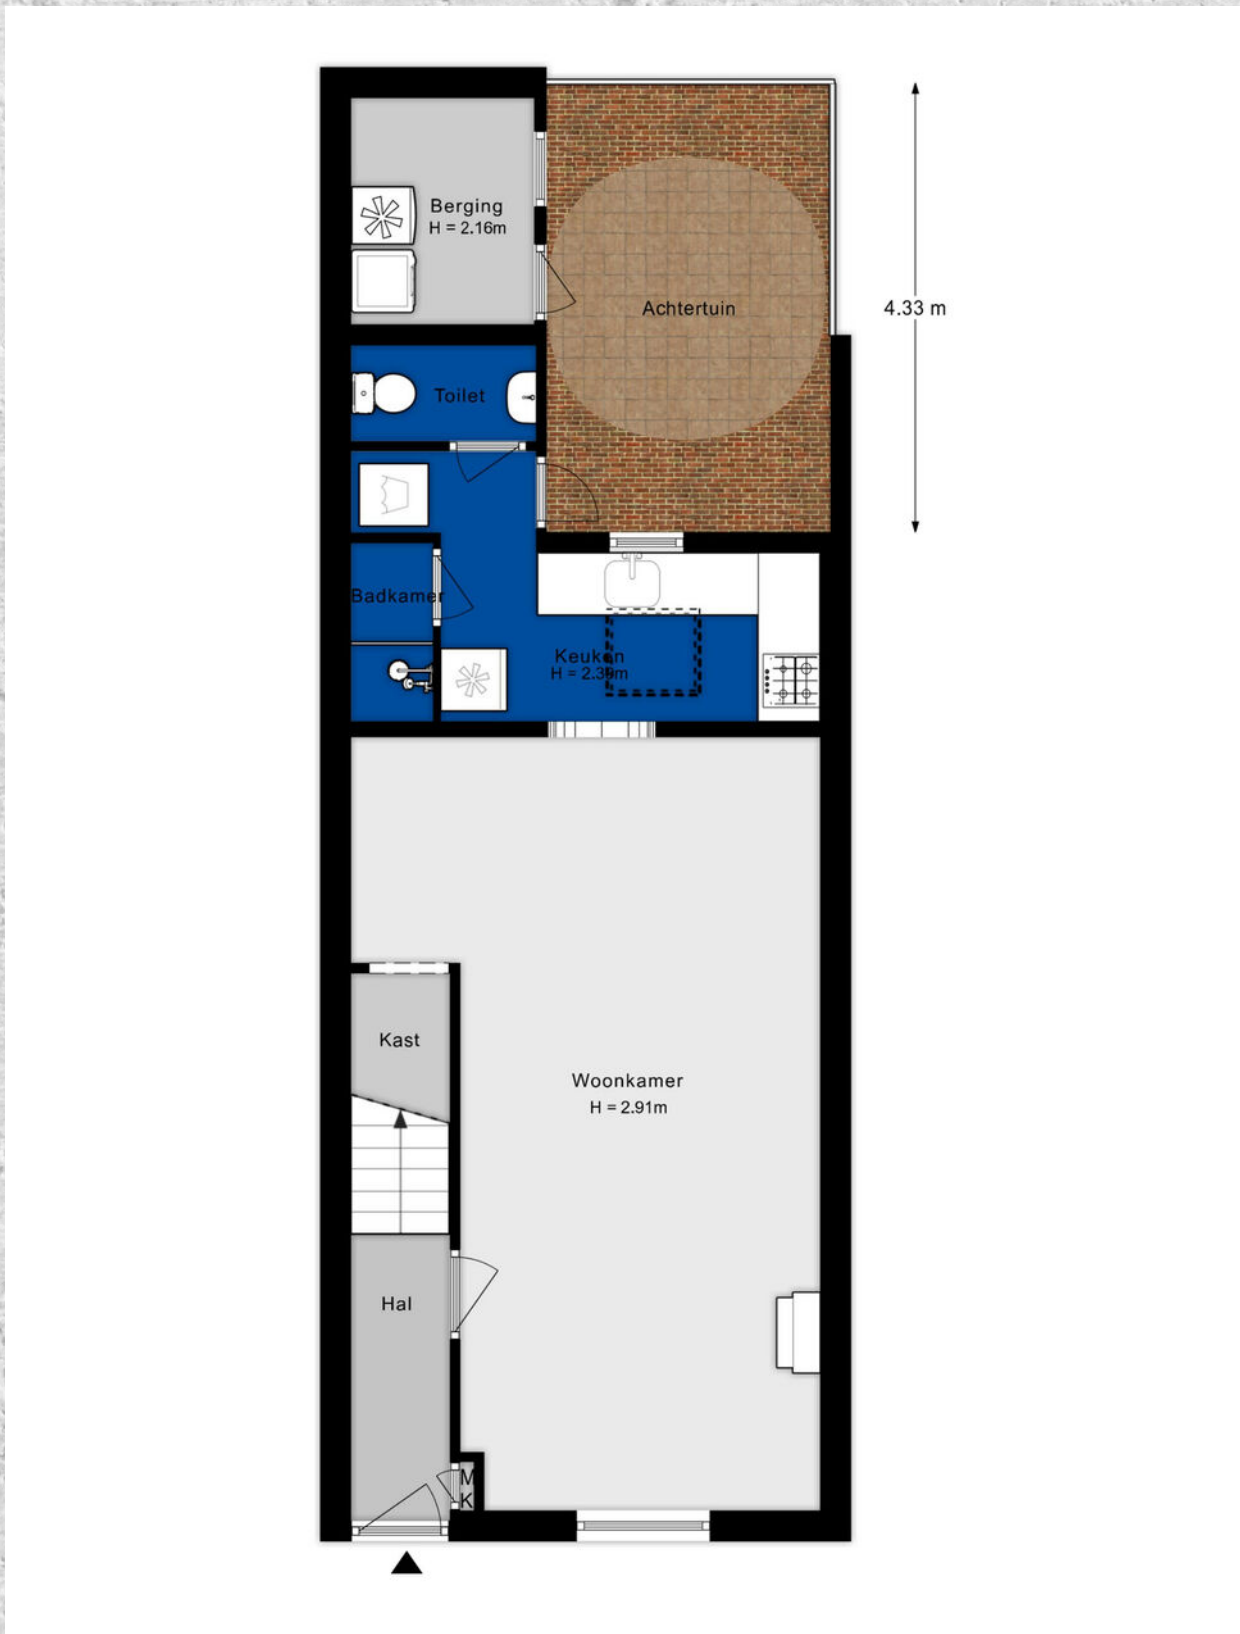 Berging
H = 2.16m
Achtertuin
4.33 m
Toilet
Badkamer
Keuken
H = 2.39m
Kast
Woonkamer
H = 2.91m
Hal
M
K